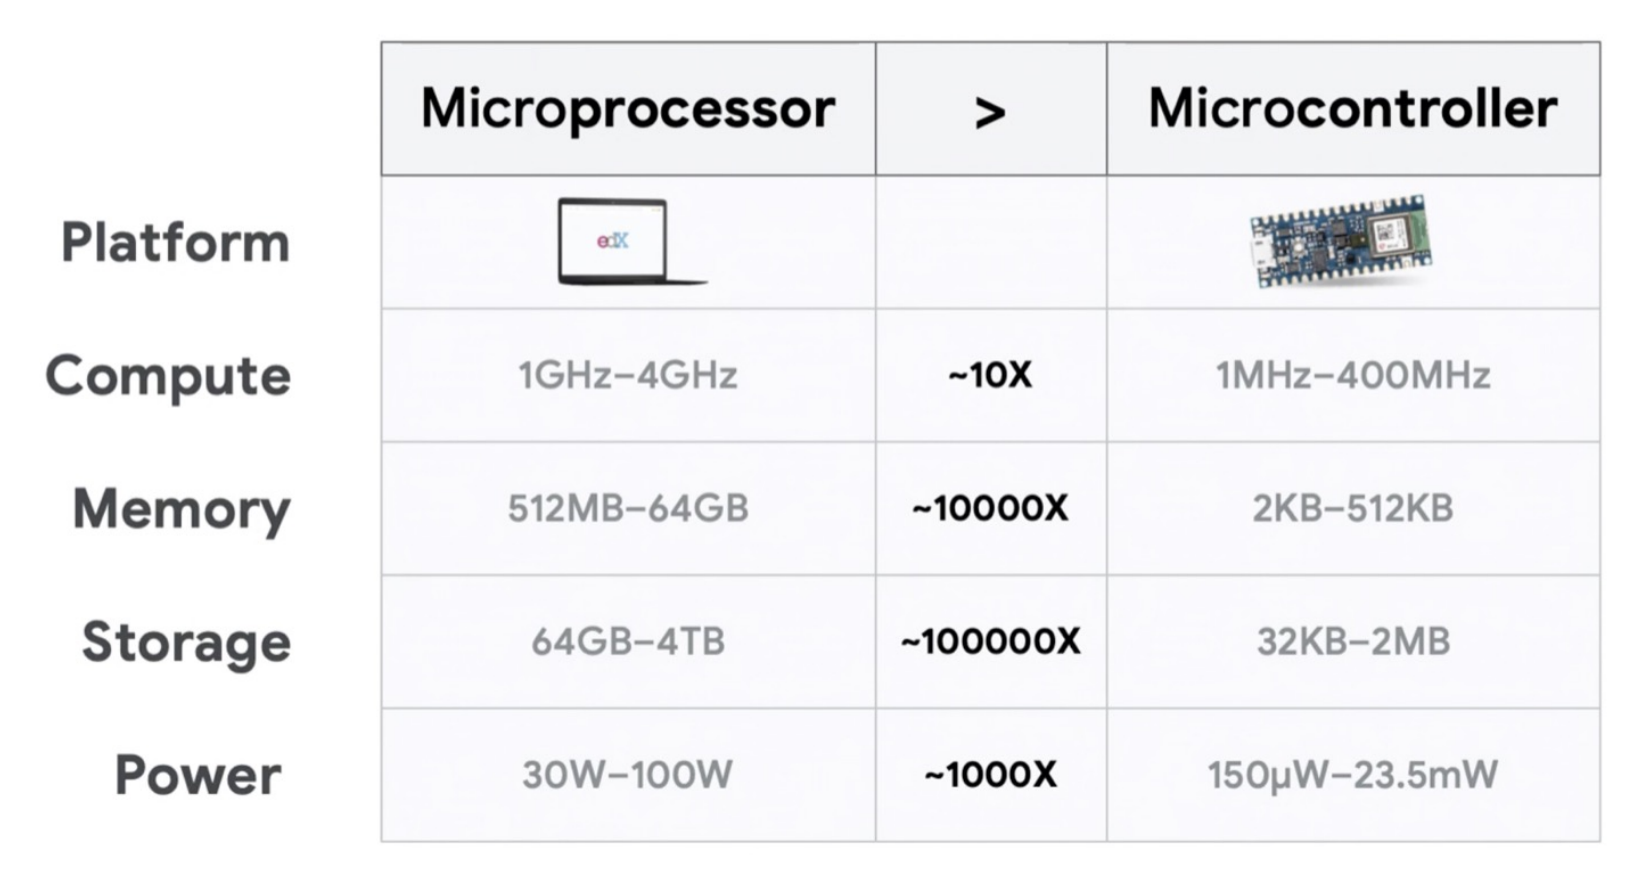 Microprocessor > Microcontroller
Platform edX
Compute 1GHz–4GHz ~10X 1MHz–400MHz
Memory 512MB–64GB ~10000X 2KB–512KB
Storage 64GB–4TB ~100000X 32KB–2MB
Power 30W–100W ~1000X 150µW–23.5mW